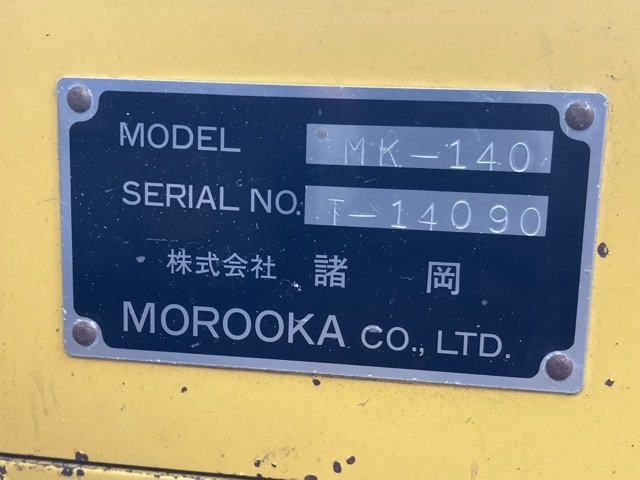 MODEL MK-140
SERIAL NO. T-14090
株式会社 諸岡
MOROOKA CO., LTD.